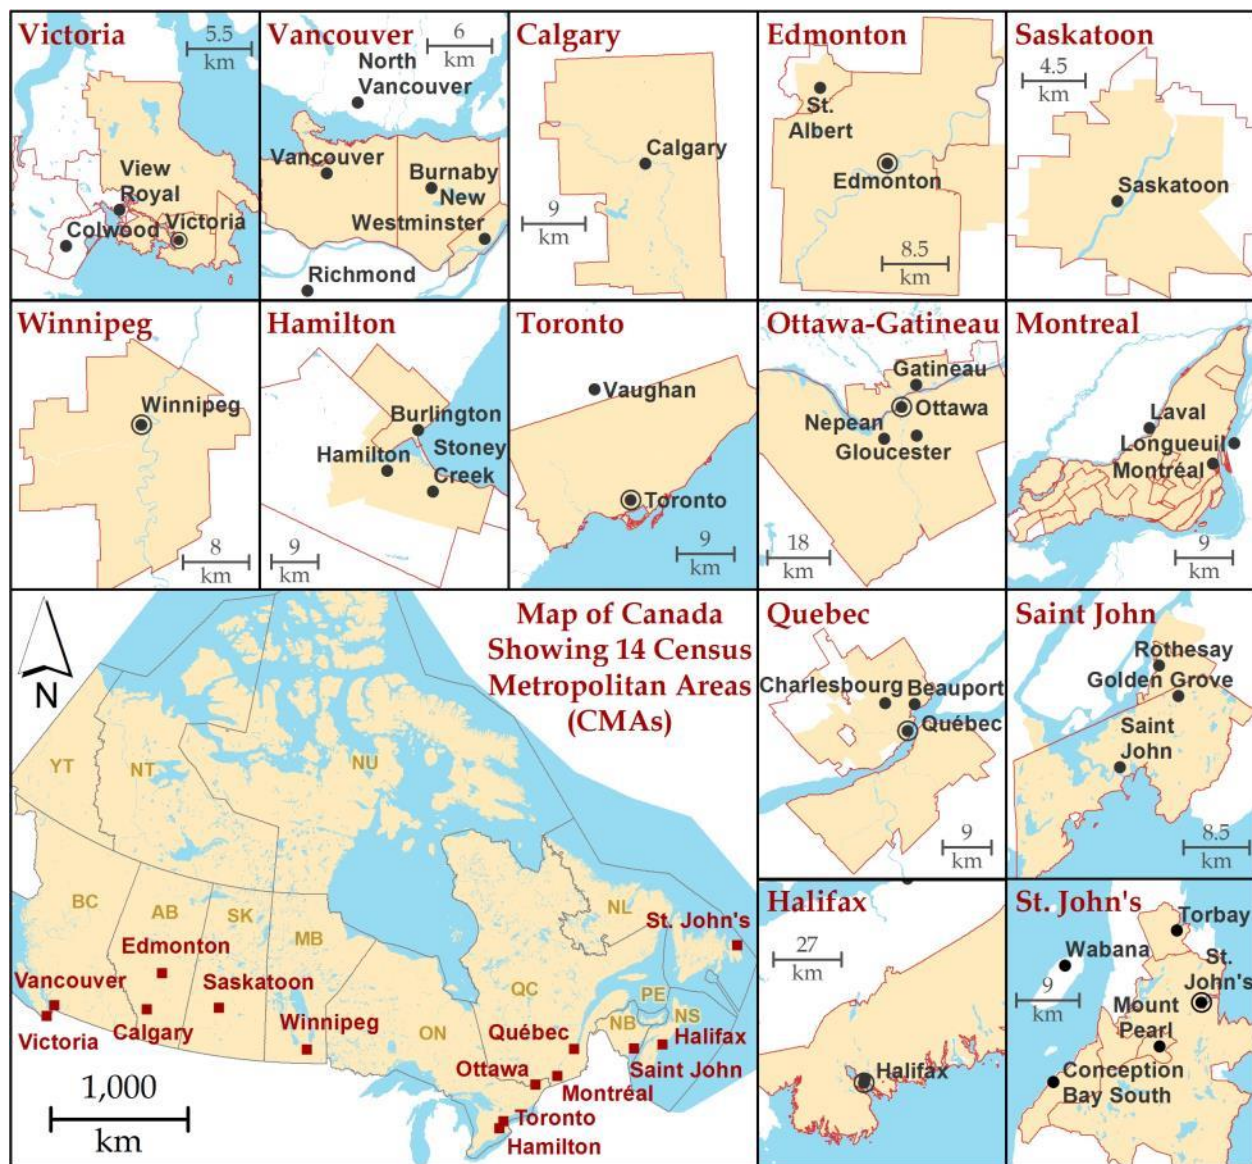 Victoria
5.5
km
View
Royal
Colwood
Victoria
Vancouver
6
km
North
Vancouver
Vancouver
Burnaby
New
Westminster
Richmond
Calgary
Calgary
9
km
Edmonton
St.
Albert
Edmonton
8.5
km
Saskatoon
4.5
km
Saskatoon
Winnipeg
Winnipeg
8
km
Hamilton
Burlington
Hamilton
Stoney
Creek
9
km
Toronto
Vaughan
Toronto
9
km
Ottawa-Gatineau
Gatineau
Ottawa
Nepean
Gloucester
18
km
Montreal
Laval
Longueuil
Montréal
9
km
Map of Canada
Showing 14 Census
Metropolitan Areas
(CMAs)
N
YT
NT
NU
BC
AB
SK
MB
ON
QC
NL
PE
NB
NS
St. John's
Edmonton
Vancouver
Saskatoon
Victoria
Calgary
Winnipeg
Québec
Halifax
Ottawa
Saint John
Montréal
Toronto
Hamilton
1,000
km
Quebec
Charlesbourg
Beauport
Québec
9
km
Saint John
Rothesay
Golden Grove
Saint
John
8.5
km
Halifax
27
km
Halifax
St. John's
Torbay
Wabana
St.
John's
9
km
Mount
Pearl
Conception
Bay South